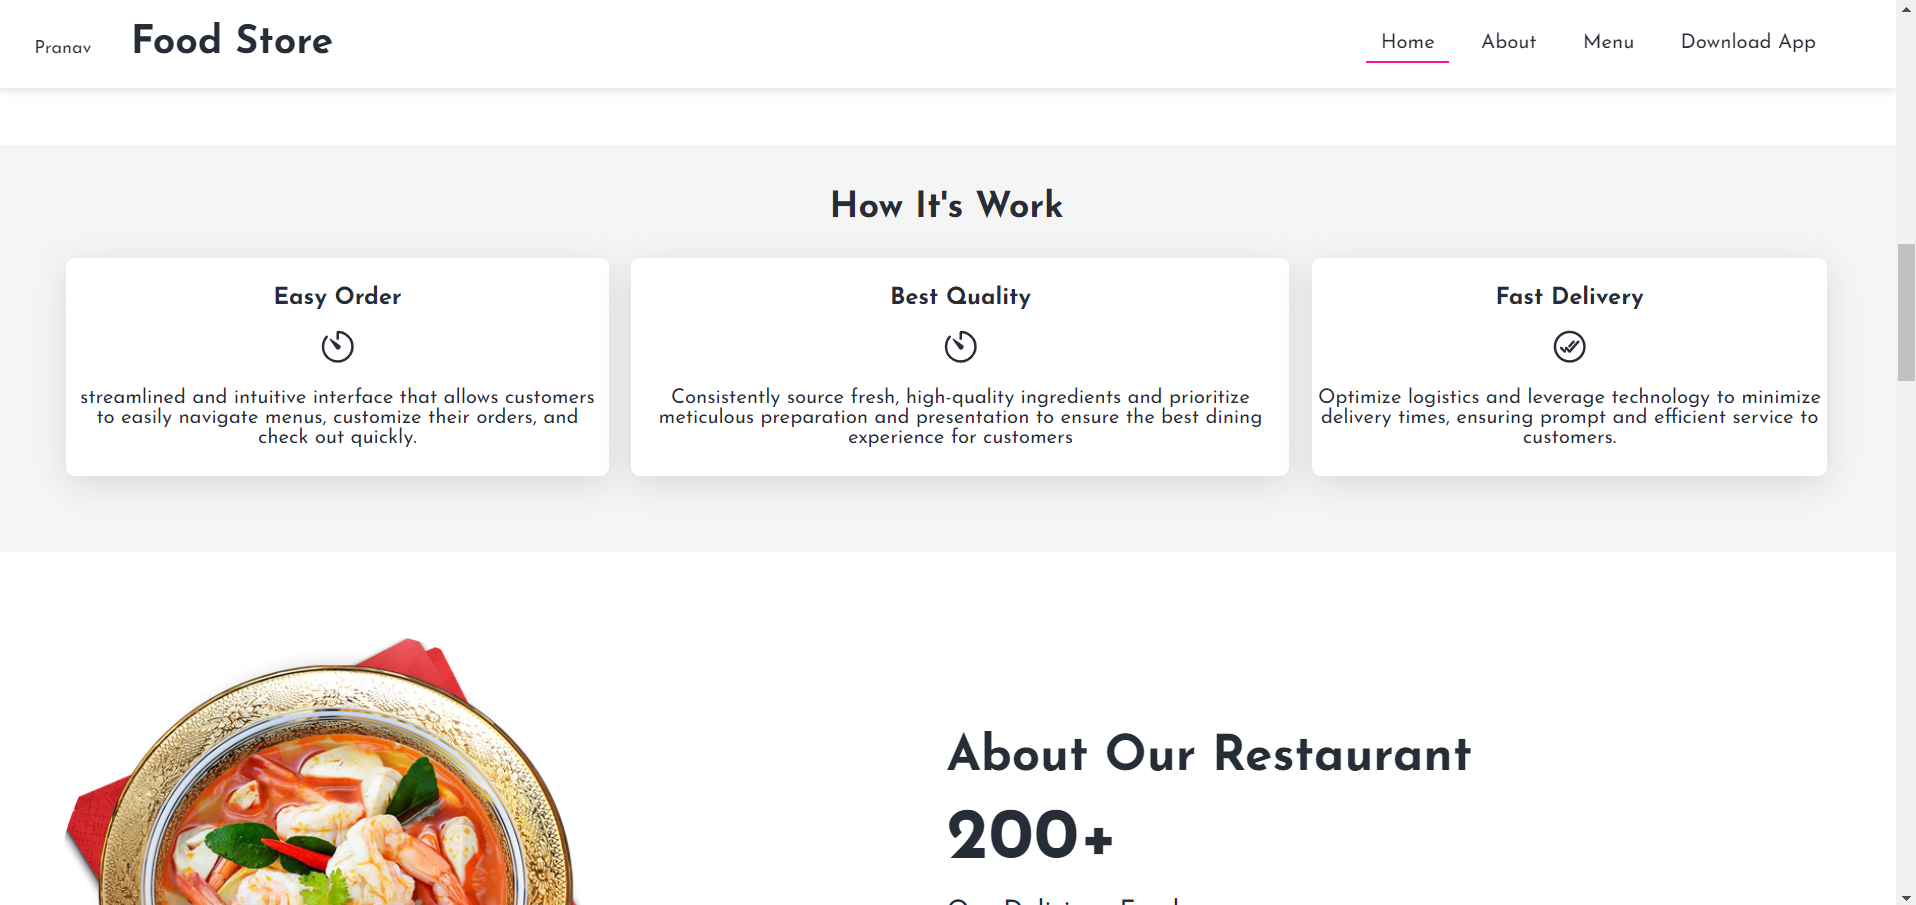 Pranav
Food Store
Home
About
Menu
Download App
How It's Work
Easy Order
streamlined and intuitive interface that allows customers
to easily navigate menus, customize their orders, and
check out quickly.
Best Quality
Consistently source fresh, high-quality ingredients and prioritize
meticulous preparation and presentation to ensure the best dining
experience for customers
Fast Delivery
Optimize logistics and leverage technology to minimize
delivery times, ensuring prompt and efficient service to
customers.
About Our Restaurant
200+